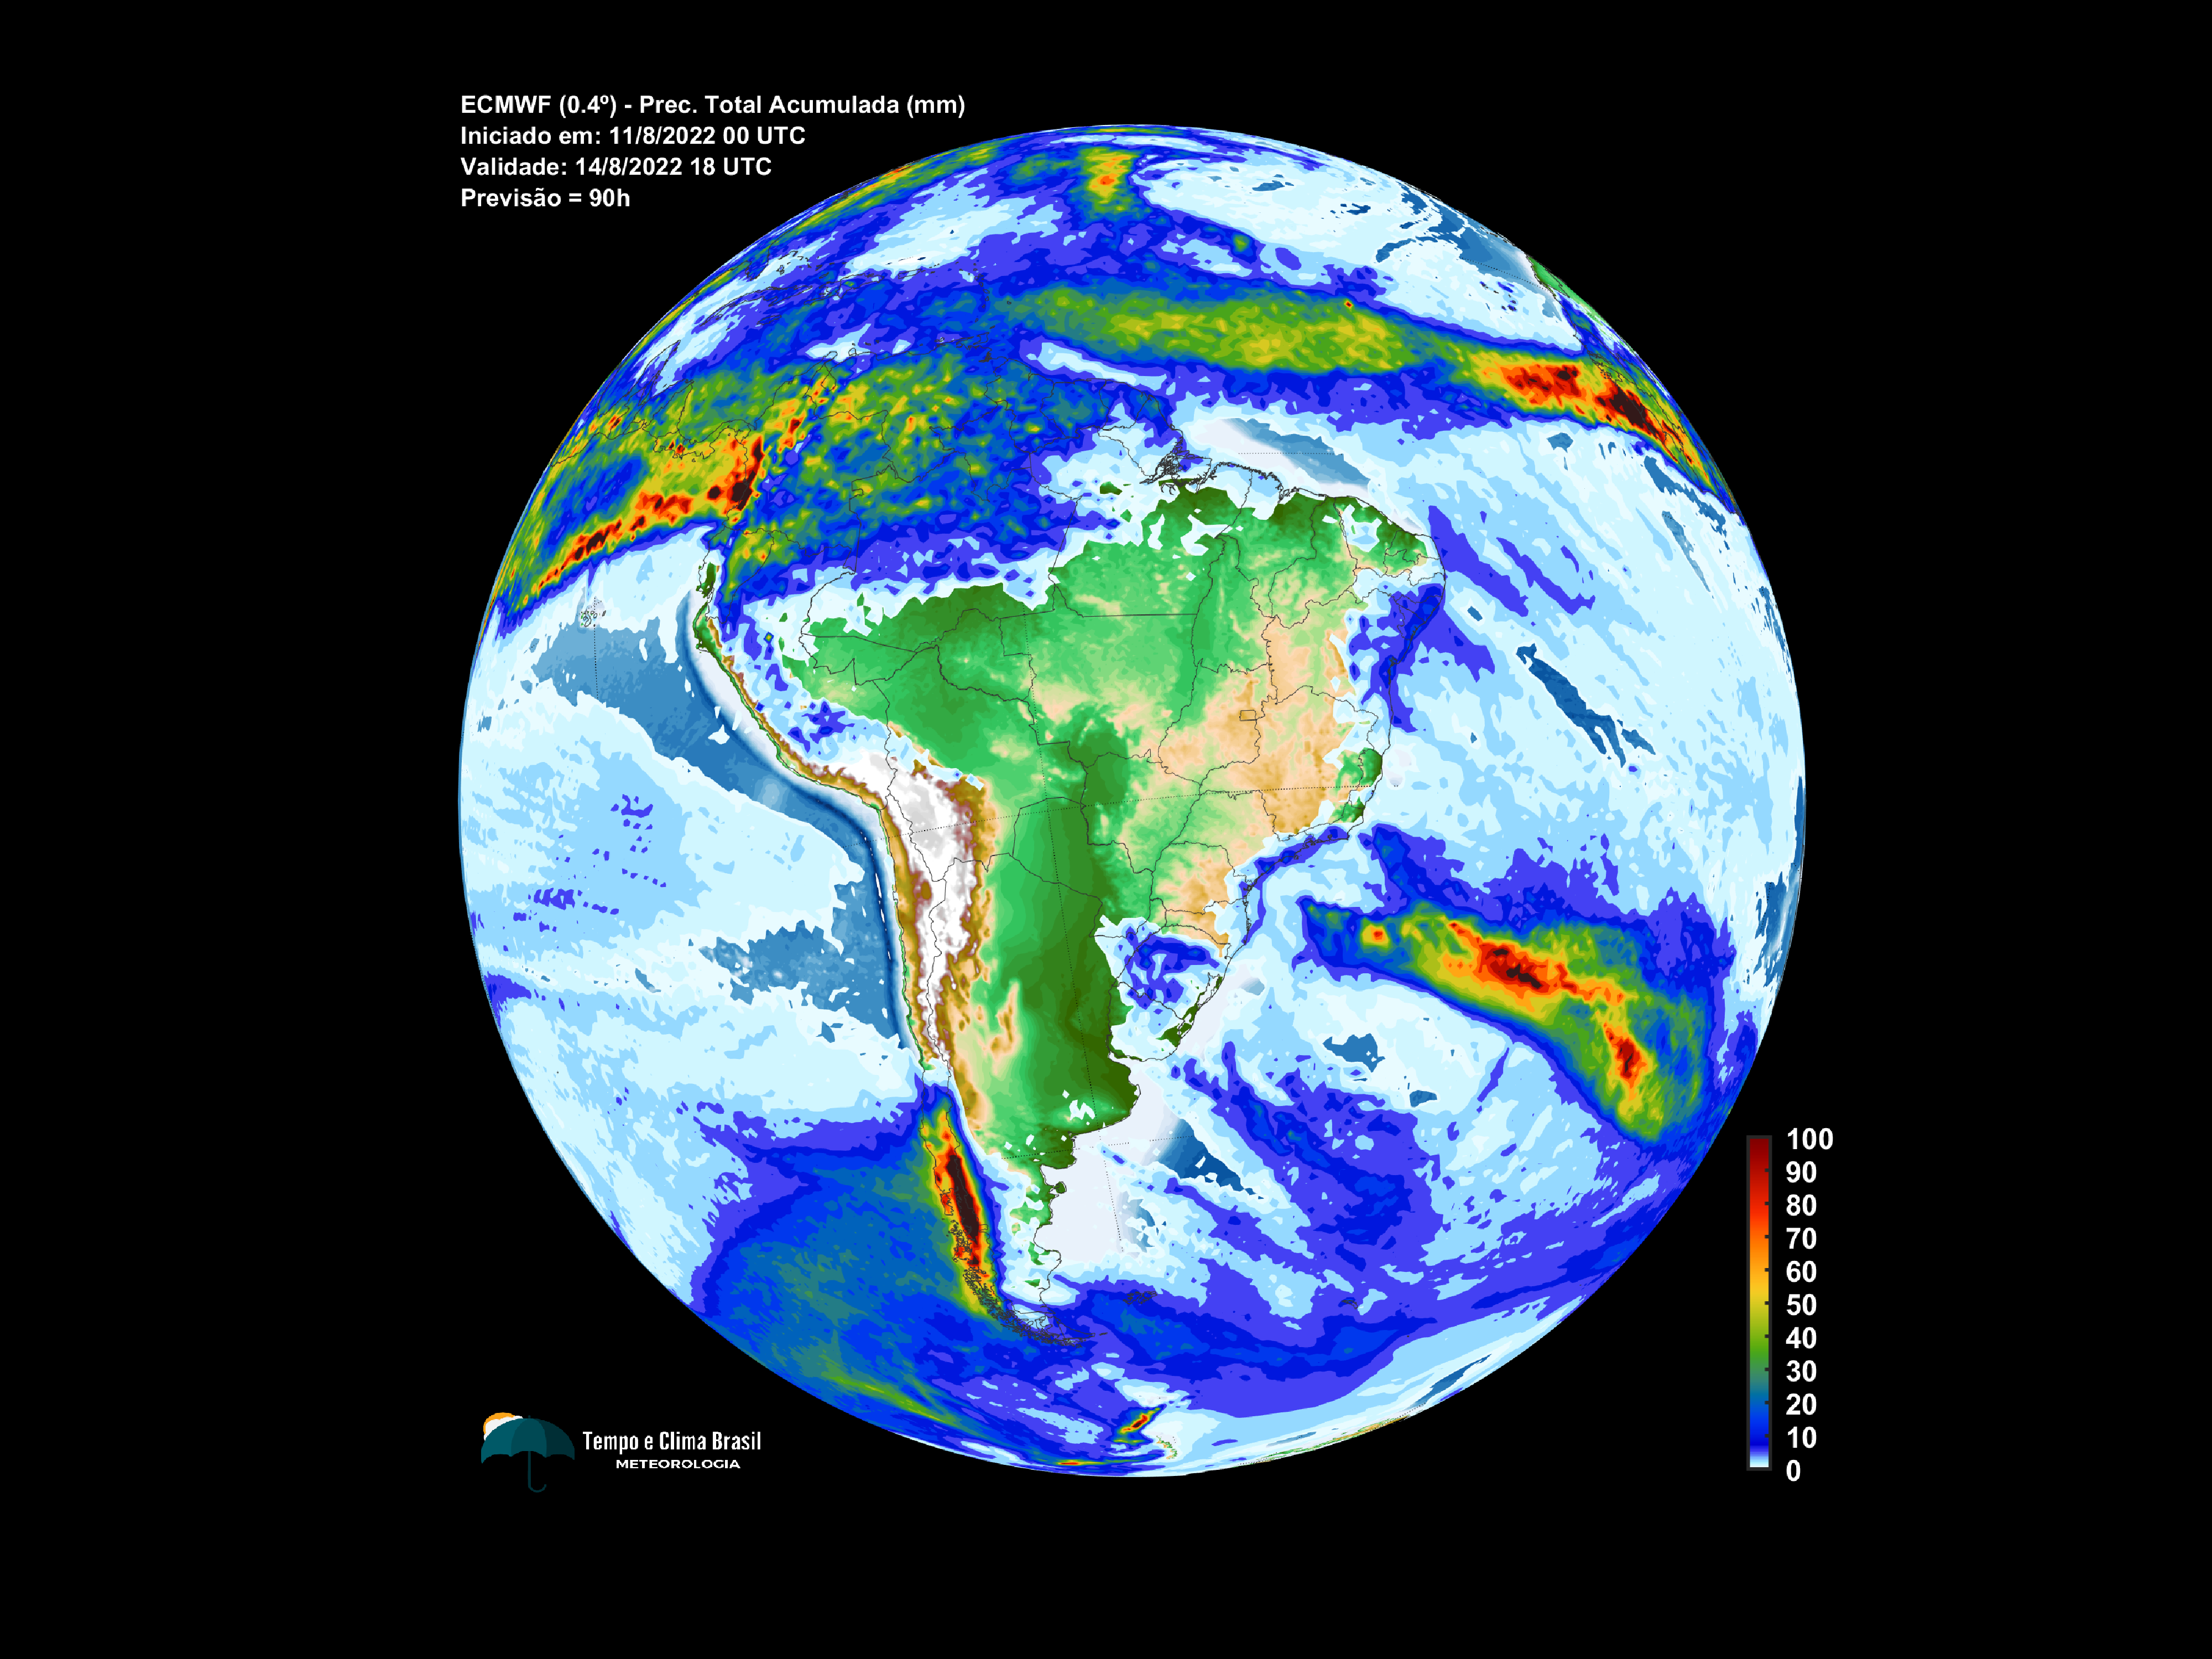 ECMWF (0.4º) - Prec. Total Acumulada (mm)
Iniciado em: 11/8/2022 00 UTC
Validade: 14/8/2022 18 UTC
Previsão = 90h
100
90
80
70
60
50
40
30
20
10
0
Tempo e Clima Brasil
METEOROLOGIA